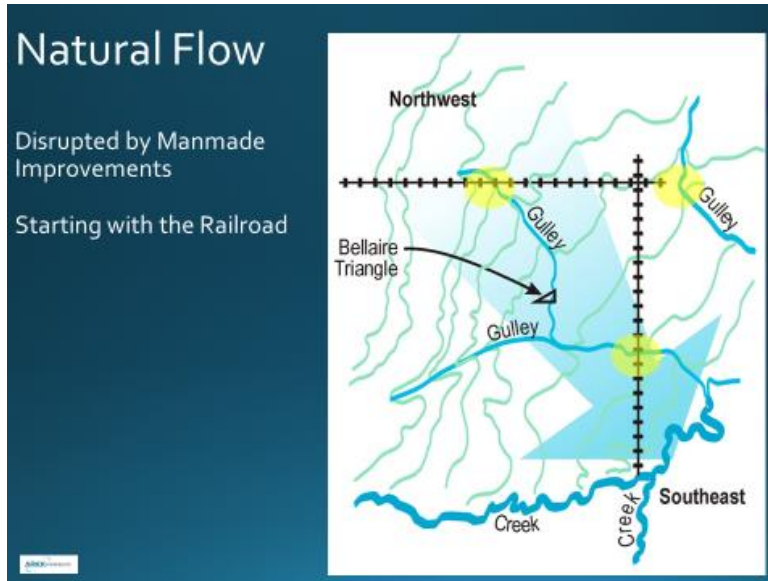 Natural Flow
Disrupted by Manmade
Improvements
Starting with the Railroad
Northwest
Gulley
Gulley
Bellaire
Triangle
Gulley
Southeast
Creek
Creek